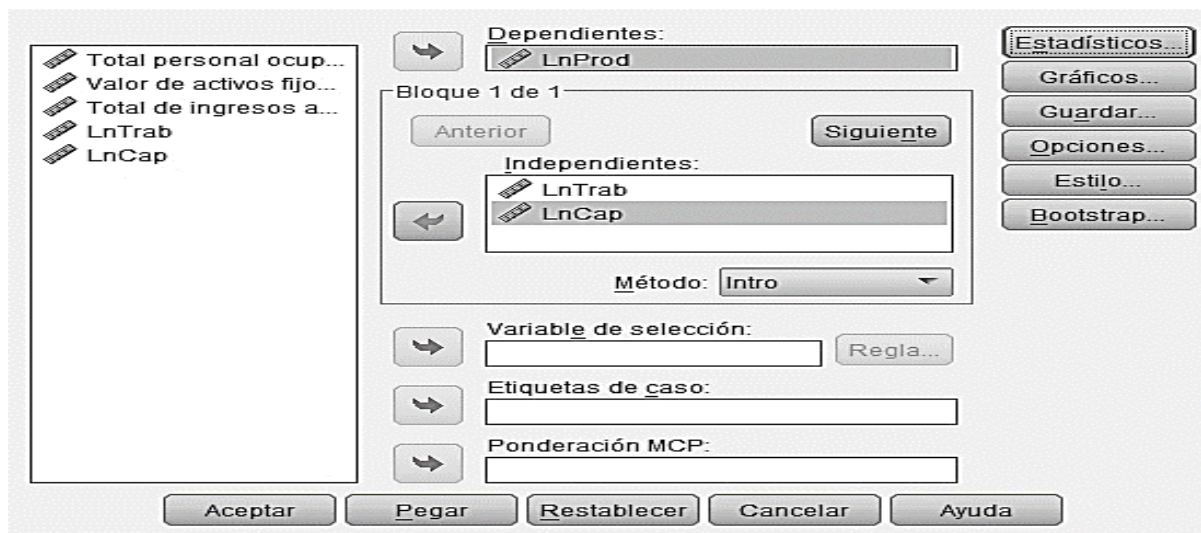 Total personal ocup...
Valor de activos fijo...
Total de ingresos a...
LnTrab
LnCap
Dependientes:
LnProd
Bloque 1 de 1
Anterior
Siguiente
Independientes:
LnTrab
LnCap
Método: Intro
Variable de selección:
Regla...
Etiquetas de caso:
Ponderación MCP:
Estadísticos...
Gráficos...
Guardar...
Opciones...
Estilo...
Bootstrap...
Aceptar Pegar Restablecer Cancelar Ayuda